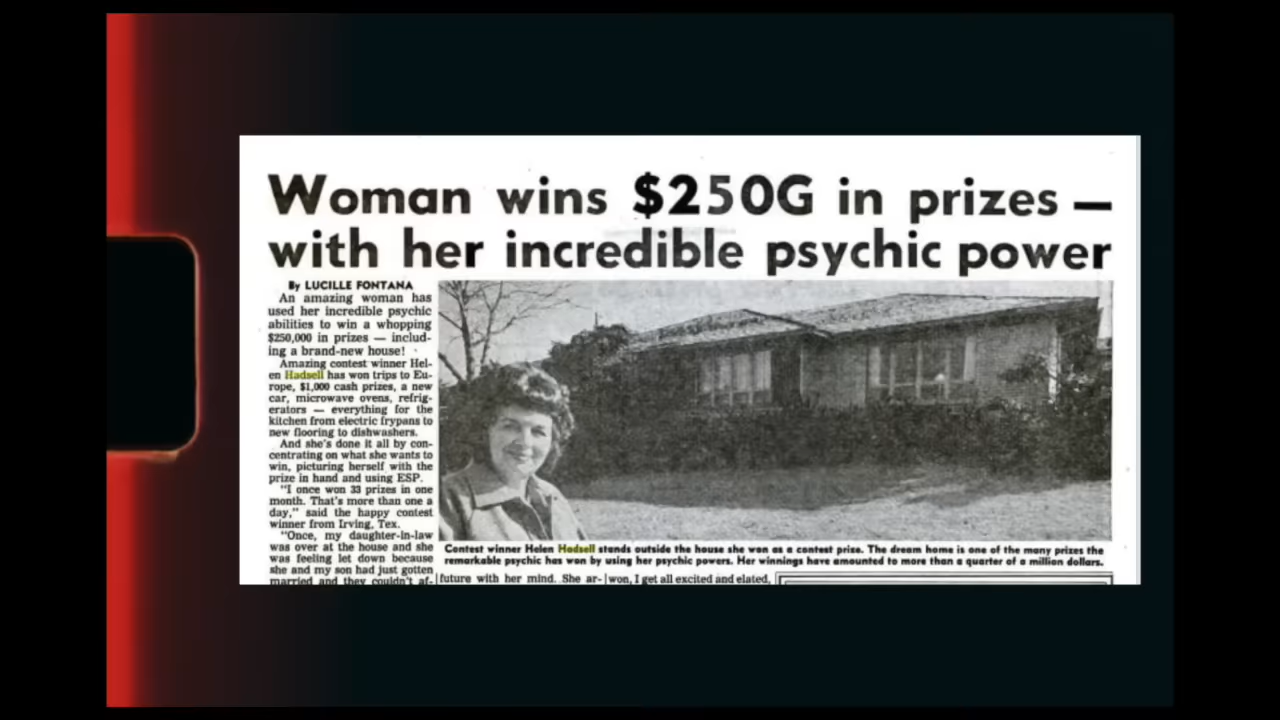 Woman wins $250G in prizes —
with her incredible psychic power
By LUCILLE FONTANA
An amazing woman has
used her incredible psychic
abilities to win a whopping
$250,000 in prizes — includ-
ing a brand-new house!
Amazing contest winner Hel-
en Hadsell has won trips to Eu-
rope, $1,000 cash prizes, a new
car, microwave ovens, refrig-
erators — everything for the
kitchen from electric frypans to
new flooring to dishwashers.
And she's done it all by con-
centrating on what she wants to
win, picturing herself with the
prize in hand and using ESP.
"I once won 33 prizes in one
month. That's more than one a
day," said the happy contest
winner from Irving, Tex.
"Once, my daughter-in-law
was over at the house and she
was feeling let down because
she and my son had just gotten
married and they couldn't af-
Contest winner Helen Hadsell stands outside the house she won as a contest prize. The dream home is one of the many prizes the
remarkable psychic has won by using her psychic powers. Her winnings have amounted to more than a quarter of a million dollars.
future with her mind. She ar-
won, I get all excited and elated,